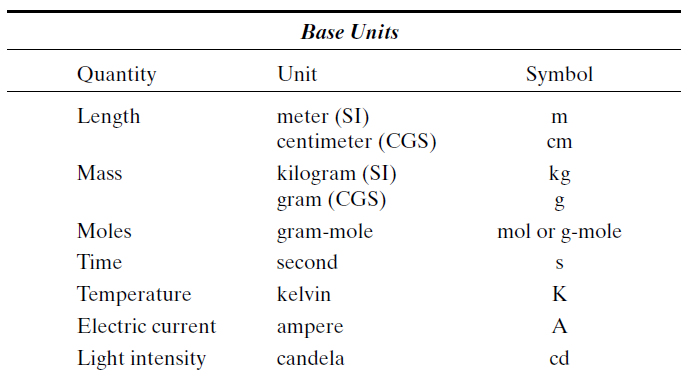 Base Units
Quantity Unit Symbol
Length meter (SI) m
centimeter (CGS) cm
Mass kilogram (SI) kg
gram (CGS) g
Moles gram-mole mol or g-mole
Time second s
Temperature kelvin K
Electric current ampere A
Light intensity candela cd